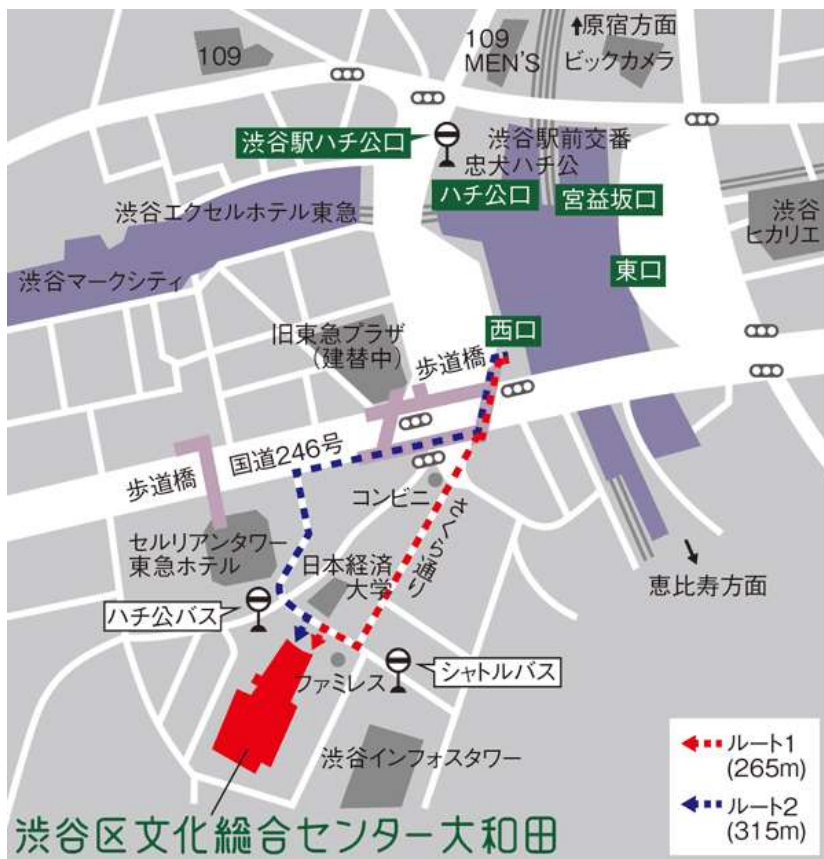 109
109
MEN'S
↑原宿方面
ビックカメラ
渋谷駅ハチ公口
渋谷駅前交番
忠犬ハチ公
ハチ公口
宮益坂口
渋谷エクセルホテル東急
渋谷
ヒカリエ
渋谷マークシティ
東口
西口
旧東急プラザ
(建替中)
歩道橋
国道246号
歩道橋
コンビニ
さくら通り
セルリアンタワー
東急ホテル
日本経済
大学
恵比寿方面
ハチ公バス
ファミレス
シャトルバス
渋谷インフォスタワー
ルート1
(265m)
ルート2
(315m)
渋谷区文化総合センター大和田